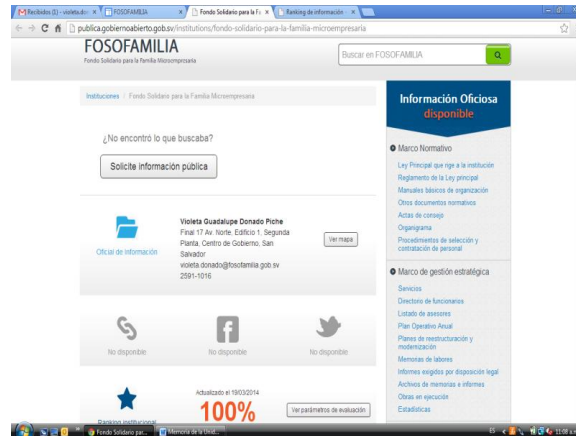 Recibidos (1) - violeta.don
FOSOFAMILIA
Fondo Solidario para la Fa
Ranking de información -
publica.gobiernoabierto.gob.sv/institutions/fondo-solidario-para-la-familia-microempresaria
FOSOFAMILIA
Fondo Solidario para la Familia Microempresaria
Buscar en FOSOFAMILIA
Instituciones / Fondo Solidario para la Familia Microempresaria
¿No encontró lo que buscaba?
Solicite información pública
Oficial de información
Violeta Guadalupe Donado Piche
Final 17 Av. Norte, Edificio 1, Segunda
Planta, Centro de Gobierno, San
Salvador
violeta.donado@fosofamilia.gob.sv
2591-1016
Ver mapa
No disponible
No disponible
No disponible
Ranking institucional
Actualizado el 19/03/2014
100%
Ver parámetros de evaluación
Información Oficiosa
disponible
Marco Normativo
Ley Principal que rige a la institución
Reglamento de la Ley principal
Manuales básicos de organización
Otros documentos normativos
Actas de consejo
Organigrama
Procedimientos de selección y
contratación de personal
Marco de gestión estratégica
Servicios
Directorio de funcionarios
Listado de asesores
Plan Operativo Anual
Planes de reestructuración y
modernización
Memorias de labores
Informes exigidos por disposición legal
Archivos de memorias e informes
Obras en ejecución
Estadísticas
Fondo Solidario par...
Memoria de la Unid...
ES
11:08 a.m.